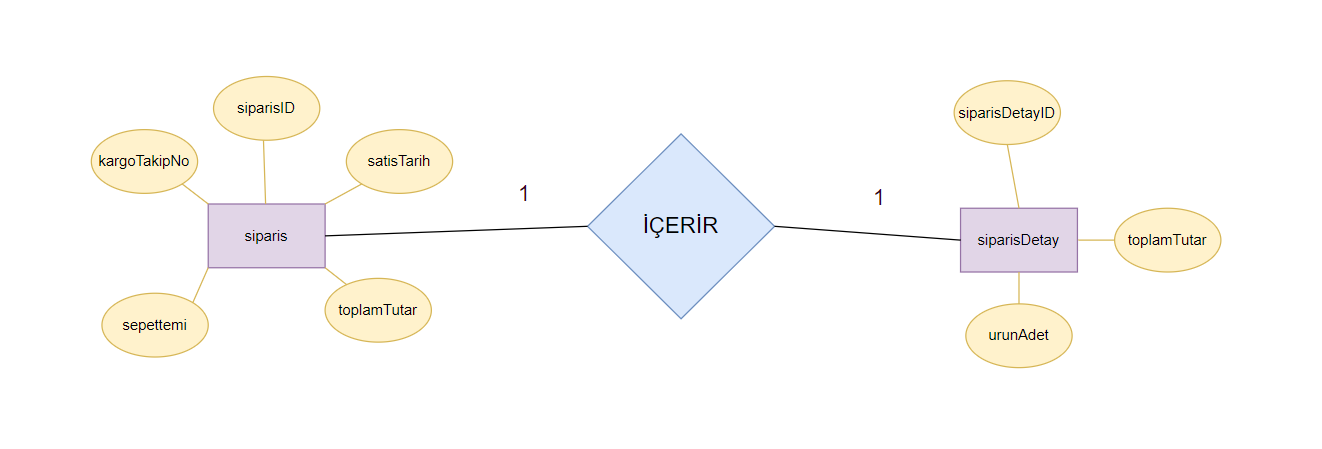 siparisID
siparisDetayID
kargoTakipNo
satisTarih
1
1
İÇERİR
siparis
siparisDetay
toplamTutar
toplamTutar
sepettemi
urunAdet